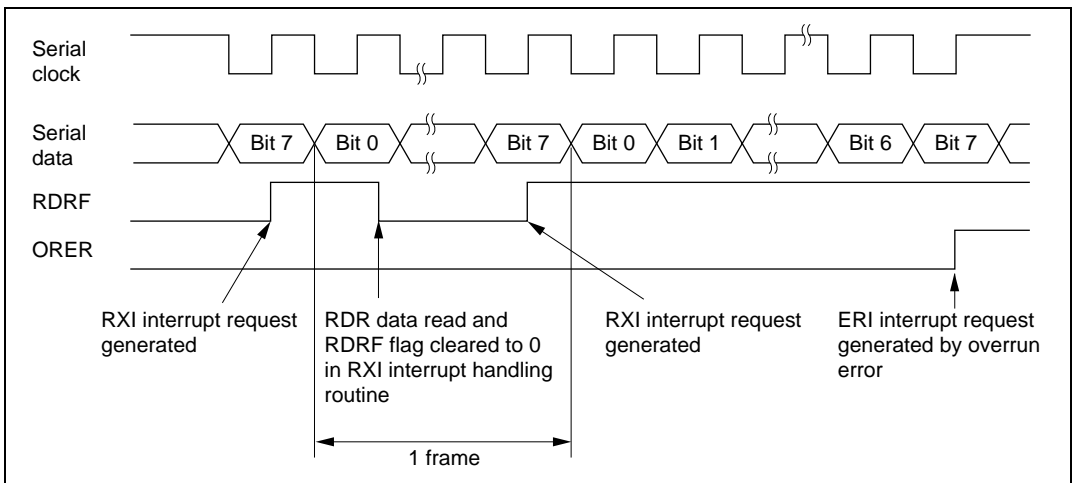 Serial
clock
Serial
data
Bit 7
Bit 0
Bit 7
Bit 0
Bit 1
Bit 6
Bit 7
RDRF
ORER
RXI interrupt request
generated
RDR data read and
RDRF flag cleared to 0
in RXI interrupt handling
routine
RXI interrupt request
generated
ERI interrupt request
generated by overrun
error
1 frame